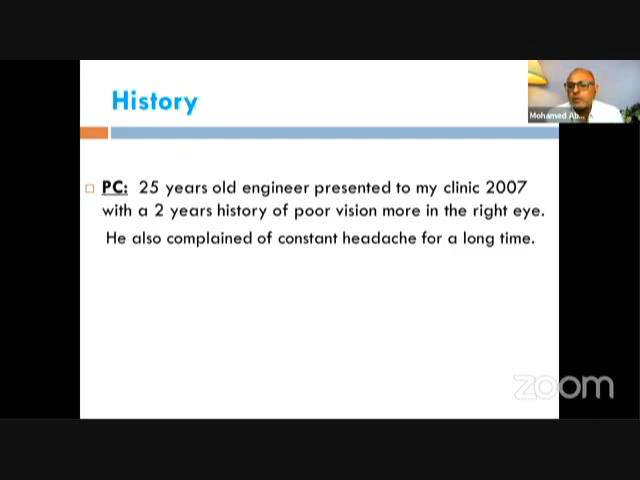 History
Mohamed Ab...
PC: 25 years old engineer presented to my clinic 2007
with a 2 years history of poor vision more in the right eye.
He also complained of constant headache for a long time.
zoom